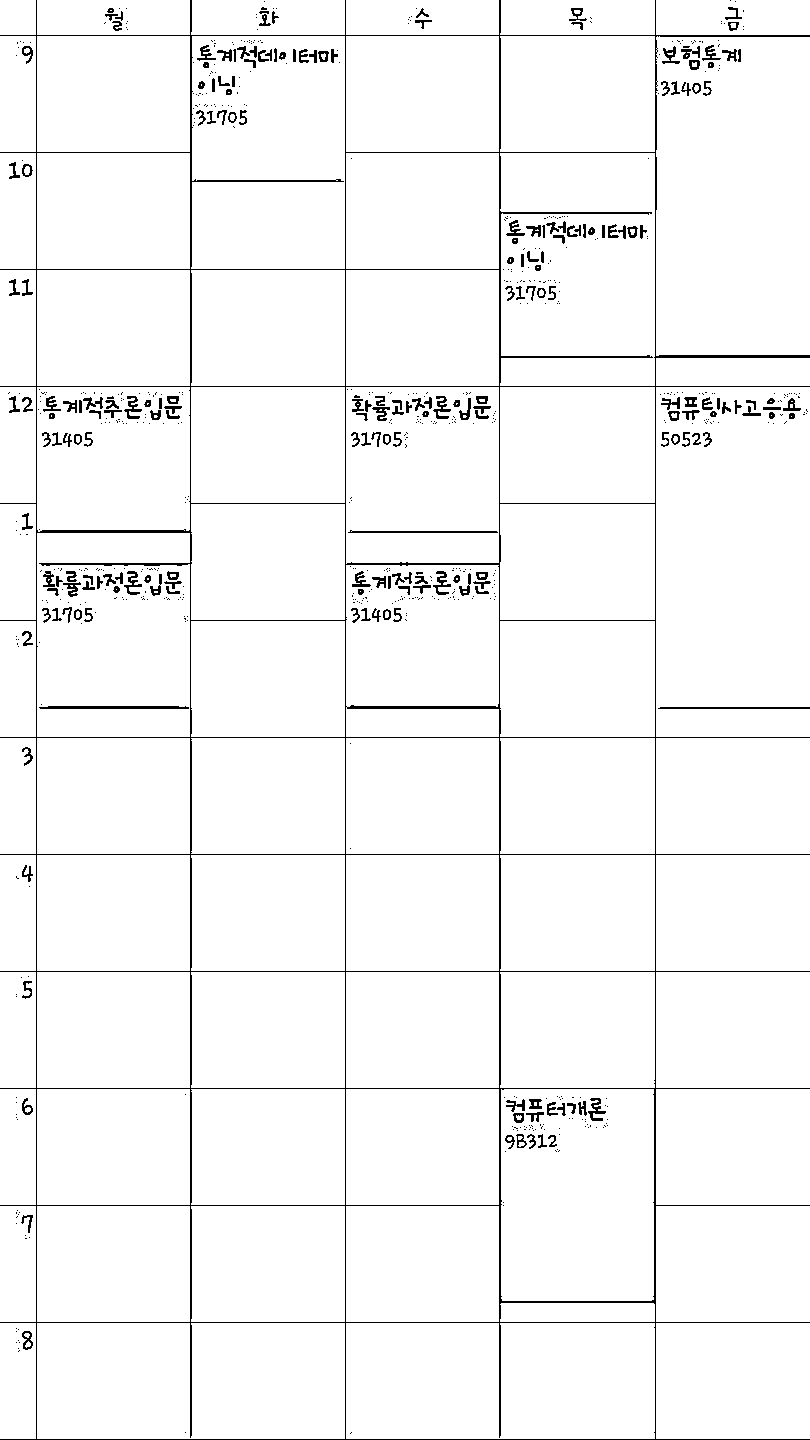 월 화 수 목 금
9
통계적데이터마
이닝
31705
보험통계
31405
10
통계적데이터마
이닝
31705
11
12
통계적추론입문
31405
확률과정론입문
31705
컴퓨팅사고응용
50523
1
확률과정론입문
31705
통계적추론입문
31405
2
3
4
5
6
컴퓨터개론
9B312
7
8